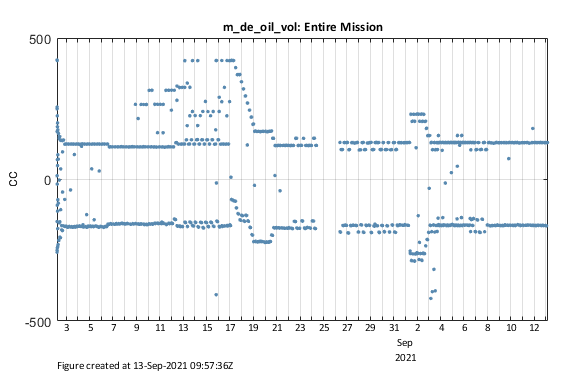 m_de_oil_vol: Entire Mission
500
0
-500
CC
3 5 7 9 11 13 15 17 19 21 23 25 27 29 31 2 4 6 8 10 12
Sep
2021
Figure created at 13-Sep-2021 09:57:36Z